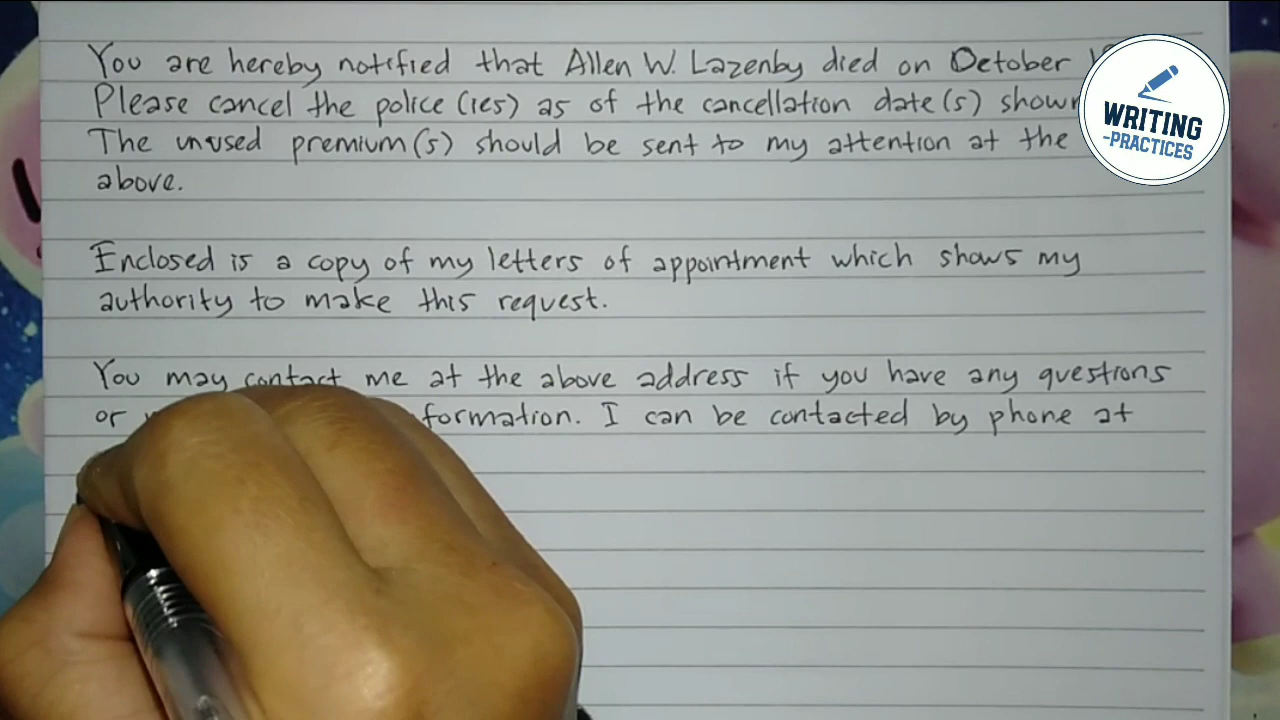 You are hereby notified that Allen W. Lazenby died on October
Please cancel the police (ies) as of the cancellation date(s) shown
The unused premium(s) should be sent to my attention at the
above.
Enclosed is a copy of my letters of appointment which shows my
authority to make this request.
You may contact me at the above address if you have any questions
or formation. I can be contacted by phone at
WRITING
-PRACTICES